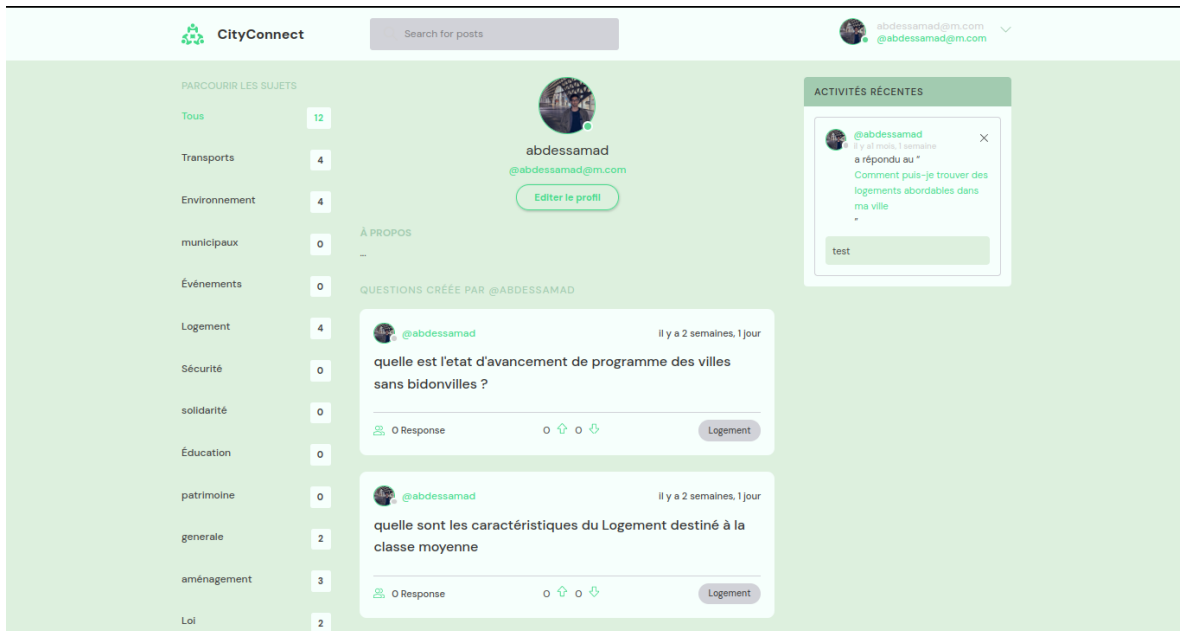 CityConnect
Search for posts
abdessamad@m.com
@abdessamad@m.com
PARCOURIR LES SUJETS
Tous 12
Transports 4
Environnement 4
municipaux 0
Évènements 0
Logement 4
Sécurité 0
solidarité 0
Éducation 0
patrimoine 0
generale 2
aménagement 3
Loi 2
abdessamad
@abdessamad@m.com
Editer le profil
À PROPOS
–
QUESTIONS CRÉÉE PAR @ABDESSAMAD
@abdessamad il y a 2 semaines, 1 jour
quelle est l'etat d'avancement de programme des villes
sans bidonvilles ?
0 Response 0 0 Logement
@abdessamad il y a 2 semaines, 1 jour
quelle sont les caractéristiques du Logement destiné à la
classe moyenne
0 Response 0 0 Logement
ACTIVITÉS RÉCENTES
@abdessamad
il y a1 mois, 1 semaine
a répondu au "
Comment puis-je trouver des
logements abordables dans
ma ville
"
test